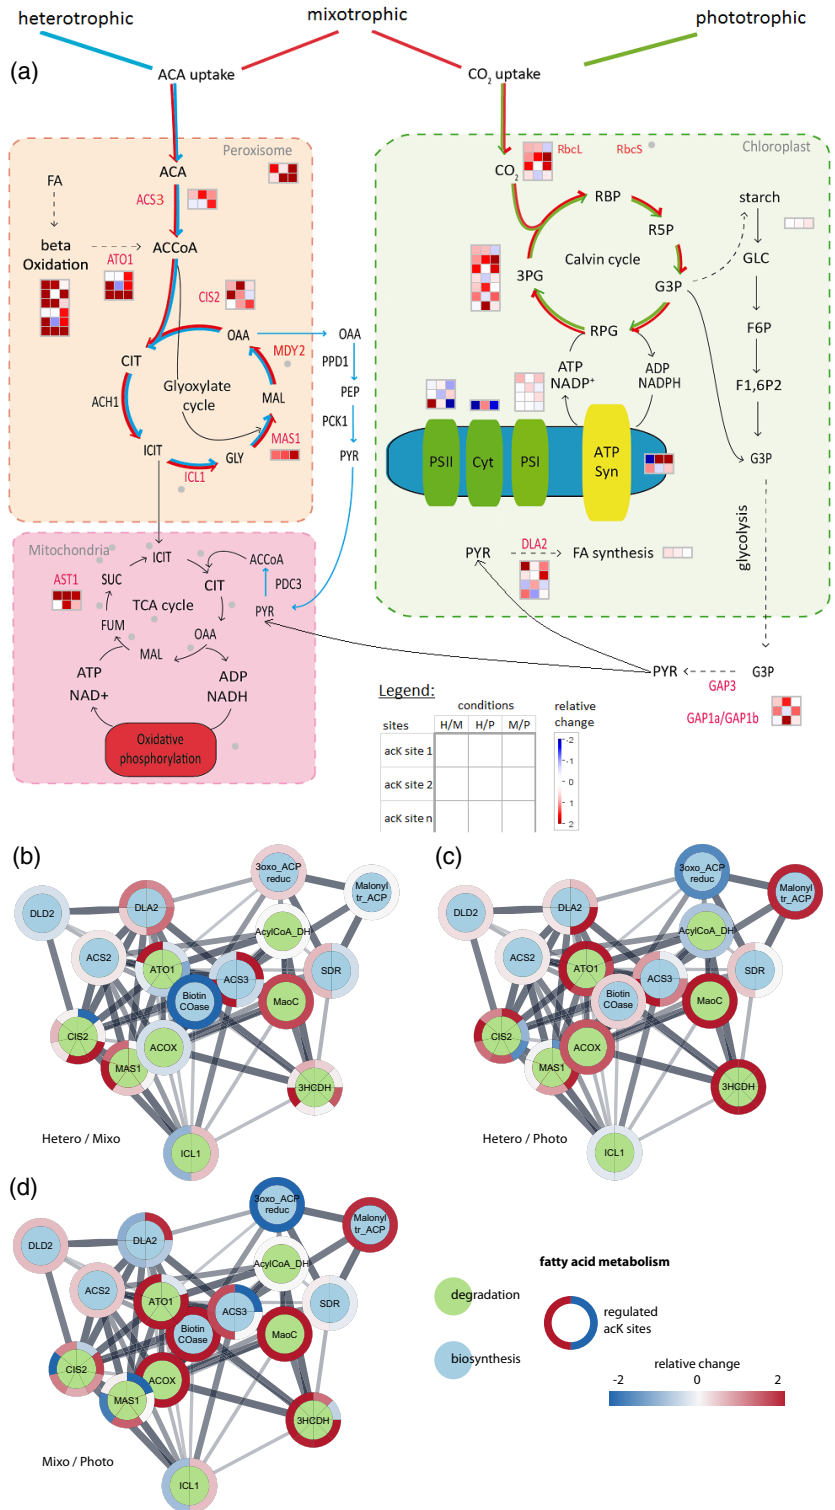 heterotrophic
mixotrophic
phototrophic
(a)
ACA uptake
CO2 uptake
Peroxisome
FA
ACA
ACS3
beta
Oxidation
ATO1
ACCoA
CIS2
OAA
MDY2
CIT
ACH1
Glyoxylate
cycle
MAL
MAS1
ICIT
ICL1
GLY
OAA
PPD1
PEP
PCK1
PYR
RbcL
RbcS
Chloroplast
CO2
RBP
R5P
starch
3PG
Calvin cycle
G3P
GLC
RPG
F6P
ATP
NADP+
ADP
NADPH
F1,6P2
PSII
Cyt
PSI
ATP
Syn
G3P
glycolysis
PYR
DLA2
FA synthesis
Mitochondria
AST1
ICIT
ACCoA
SUC
CIT
PDC3
TCA cycle
PYR
FUM
OAA
MAL
ATP
NAD+
ADP
NADH
Oxidative
phosphorylation
PYR
GAP3
G3P
GAP1a/GAP1b
Legend:
conditions
relative
change
sites
H/M
H/P
M/P
acK site 1
acK site 2
acK site n
-2
-1
0
1
2
(b)
3oxo_ACP
reduc
Malonyl
tr_ACP
DLD2
DLA2
AcylCoA_DH
ACS2
ATO1
ACS3
SDR
Biotin
COase
MaoC
CIS2
ACOX
MAS1
3HCDH
ICL1
Hetero / Mixo
(c)
3oxo_ACP
reduc
Malonyl
tr_ACP
DLD2
DLA2
AcylCoA_DH
ACS2
ATO1
ACS3
SDR
Biotin
COase
MaoC
CIS2
ACOX
MAS1
3HCDH
ICL1
Hetero / Photo
(d)
3oxo_ACP
reduc
Malonyl
tr_ACP
DLD2
DLA2
AcylCoA_DH
ACS2
ATO1
ACS3
SDR
Biotin
COase
MaoC
CIS2
ACOX
MAS1
3HCDH
ICL1
Mixo / Photo
fatty acid metabolism
degradation
biosynthesis
regulated
acK sites
relative change
-2
0
2